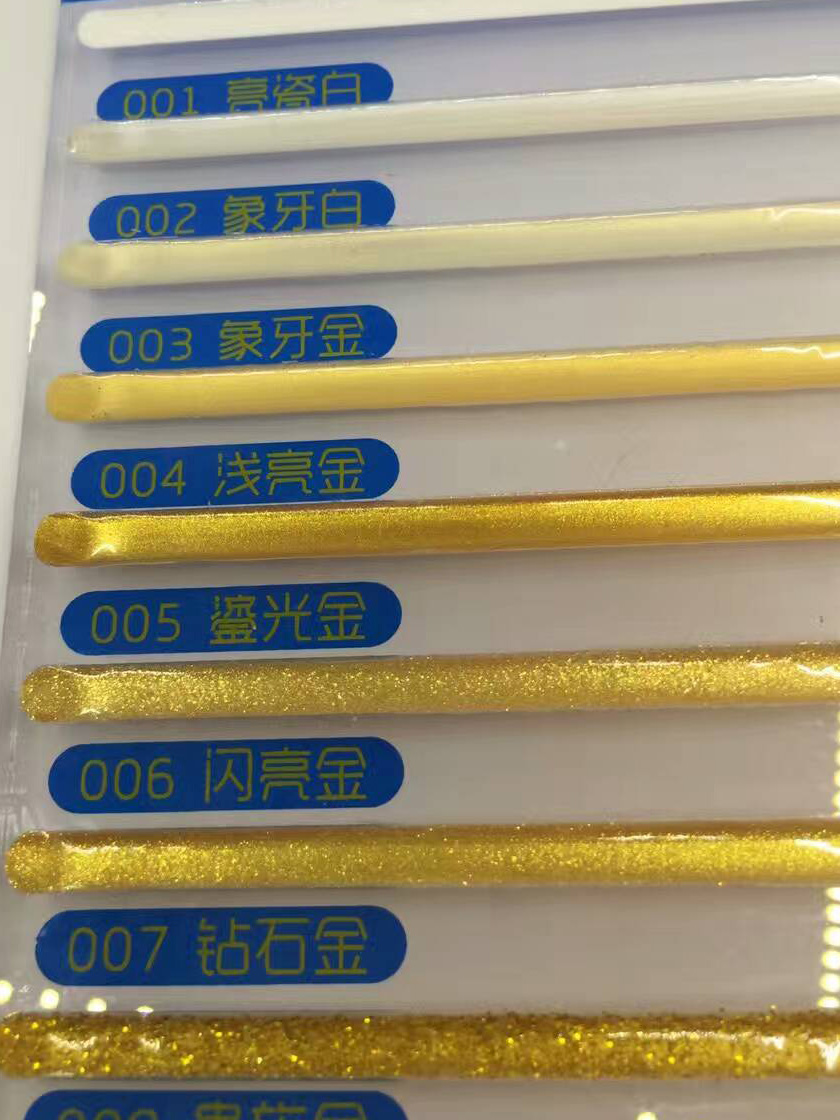 001 亮瓷白
002 象牙白
003 象牙金
004 浅亮金
005 鎏光金
006 闪亮金
007 钻石金